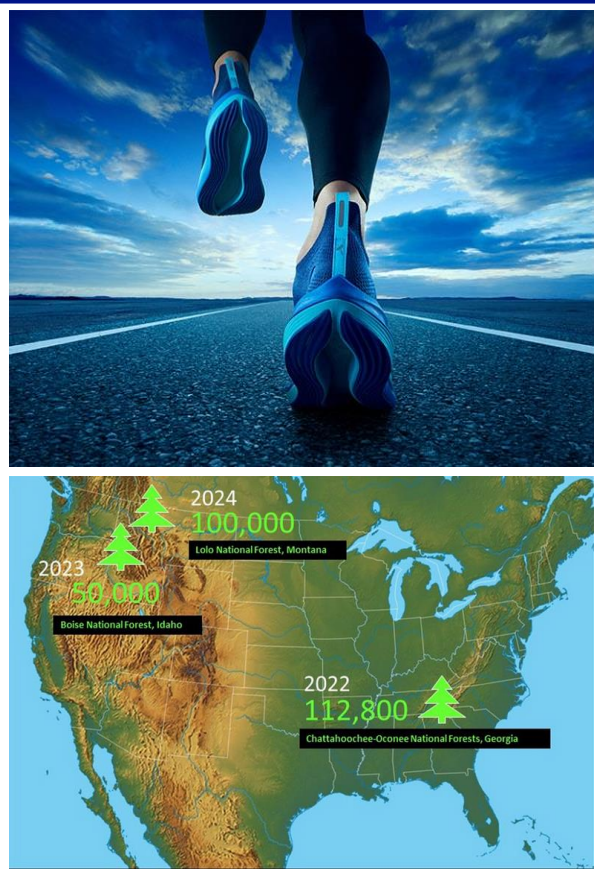 2024
100,000
Lolo National Forest, Montana
2023
50,000
Boise National Forest, Idaho
2022
112,800
Chattahoochee-Oconee National Forests, Georgia